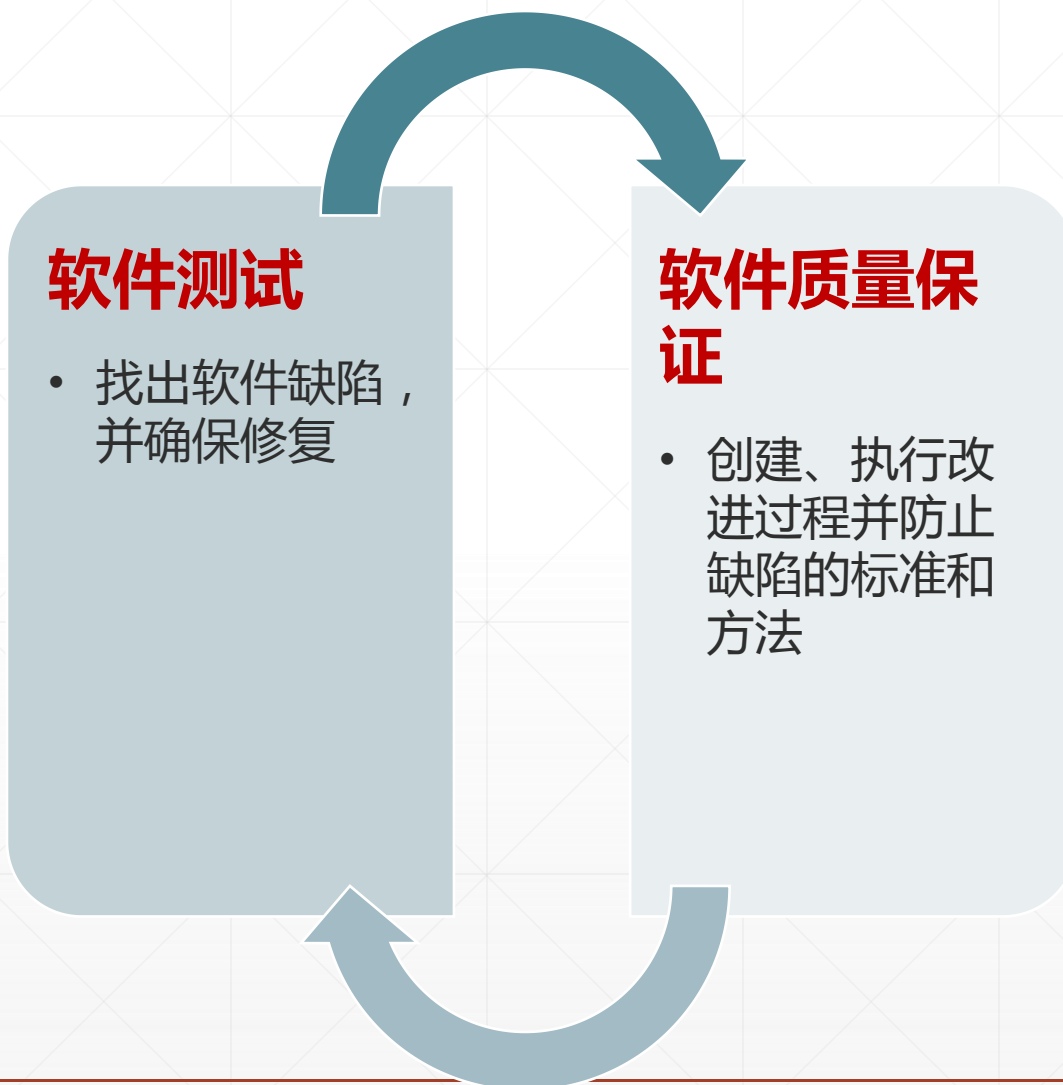 软件测试
• 找出软件缺陷，
并确保修复
软件质量保
证
• 创建、执行改
进过程并防止
缺陷的标准和
方法